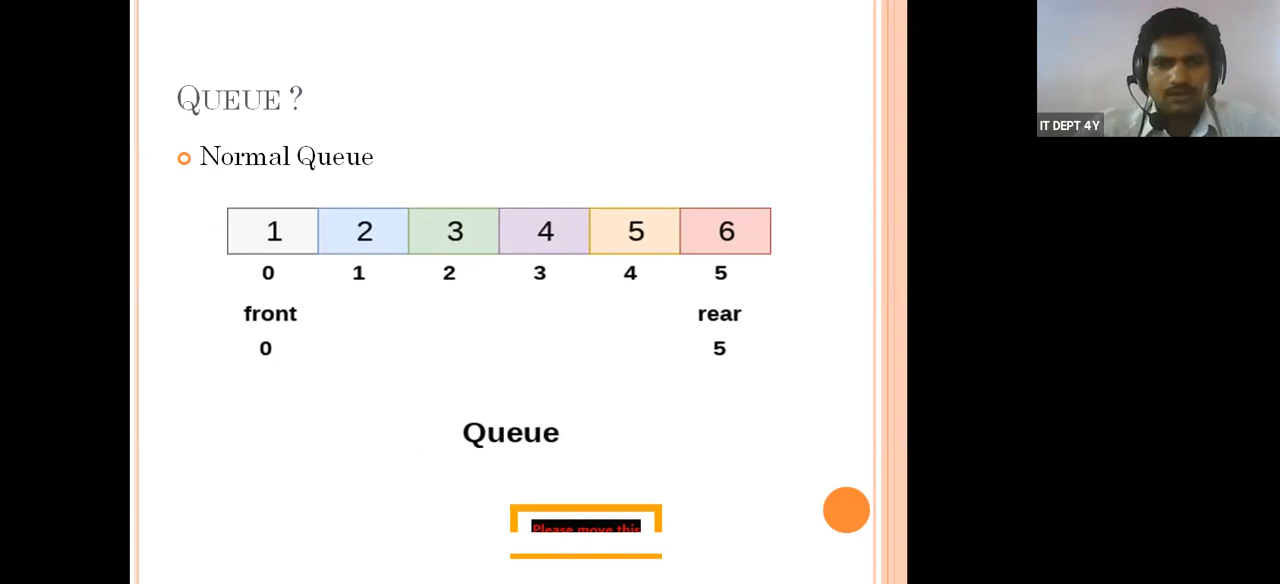 QUEUE ?
Normal Queue
1 2 3 4 5 6
0 1 2 3 4 5
front rear
0 5
Queue
Please move this
IT DEPT 4Y